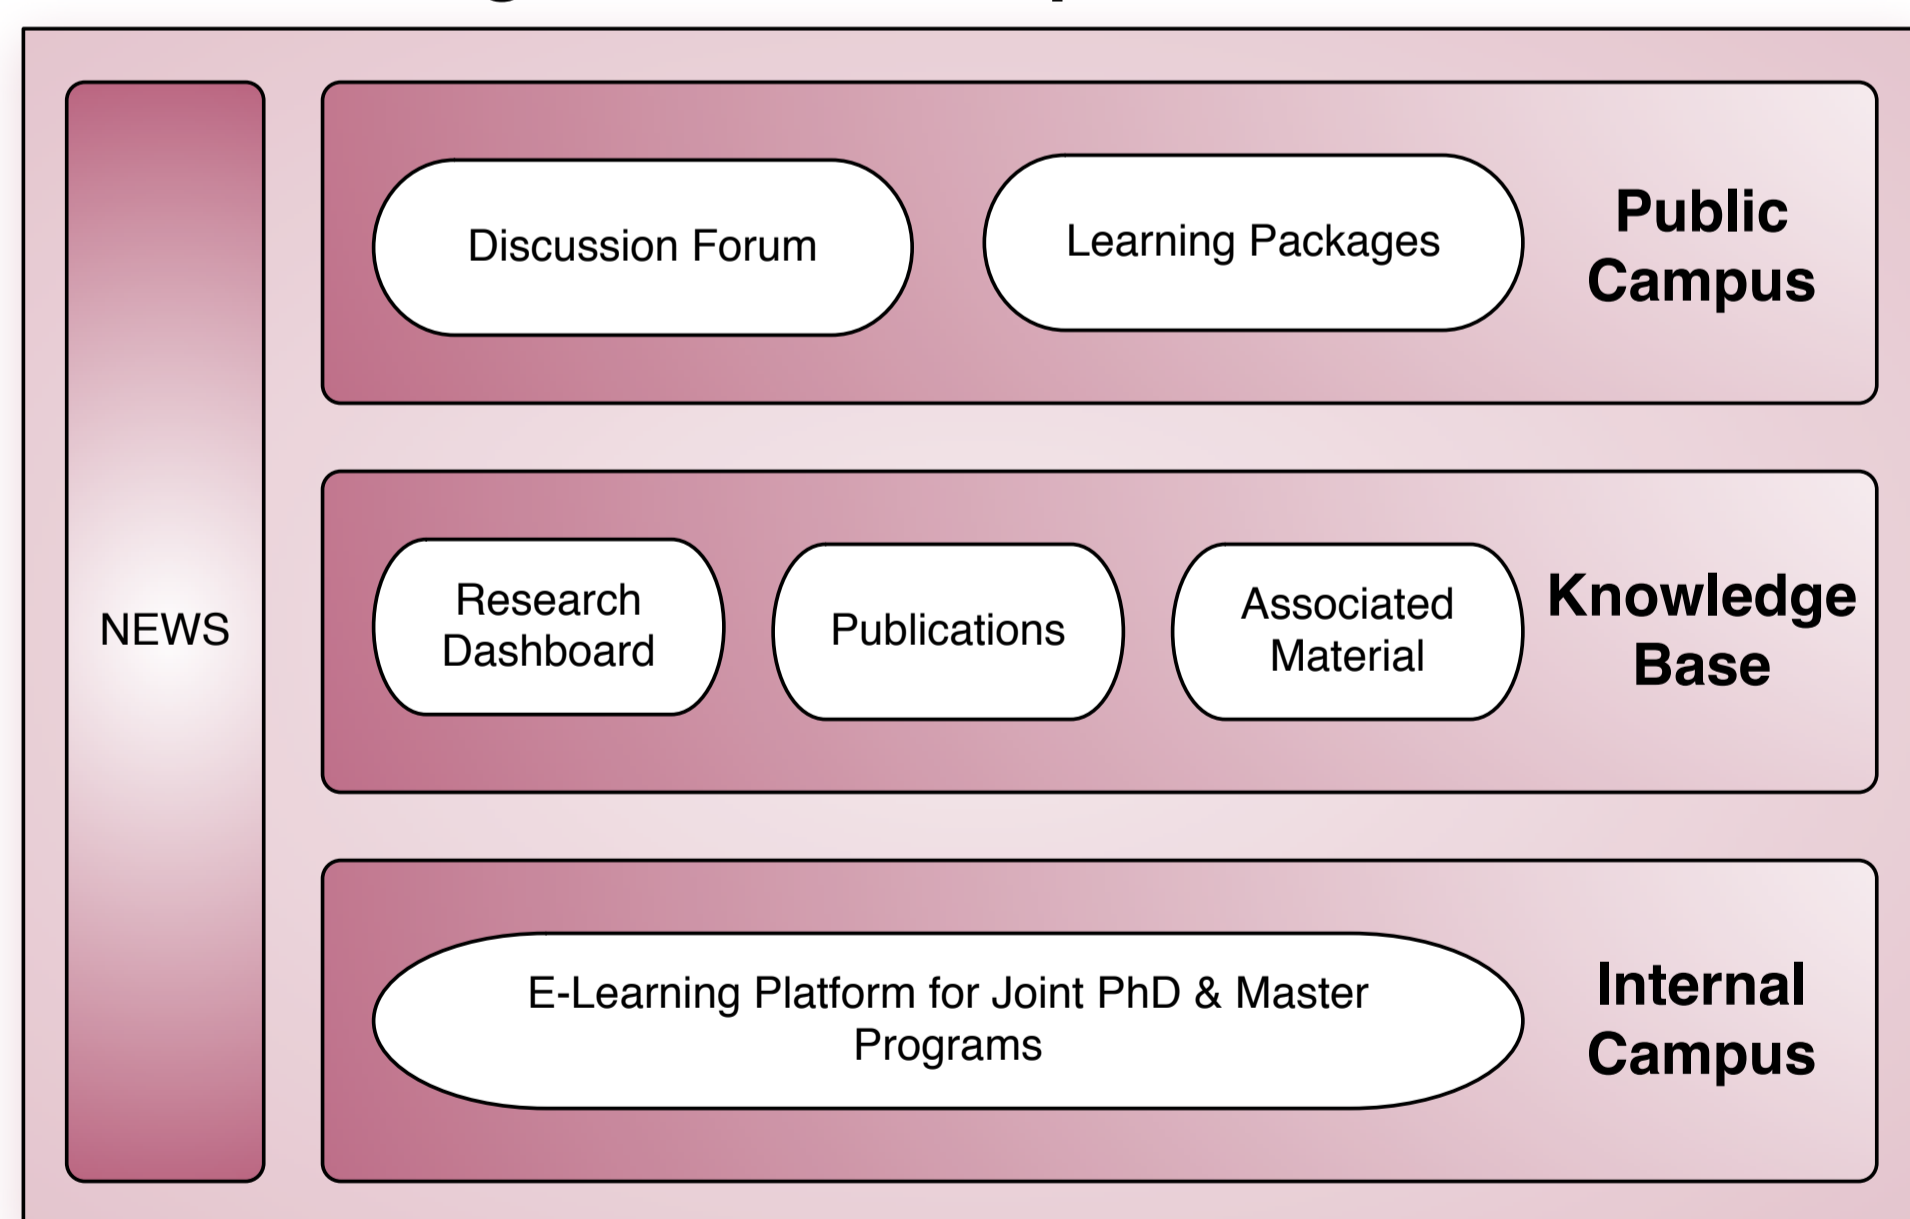 NEWS
Discussion Forum
Learning Packages
Public
Campus
Research
Dashboard
Publications
Associated
Material
Knowledge
Base
E-Learning Platform for Joint PhD & Master
Programs
Internal
Campus